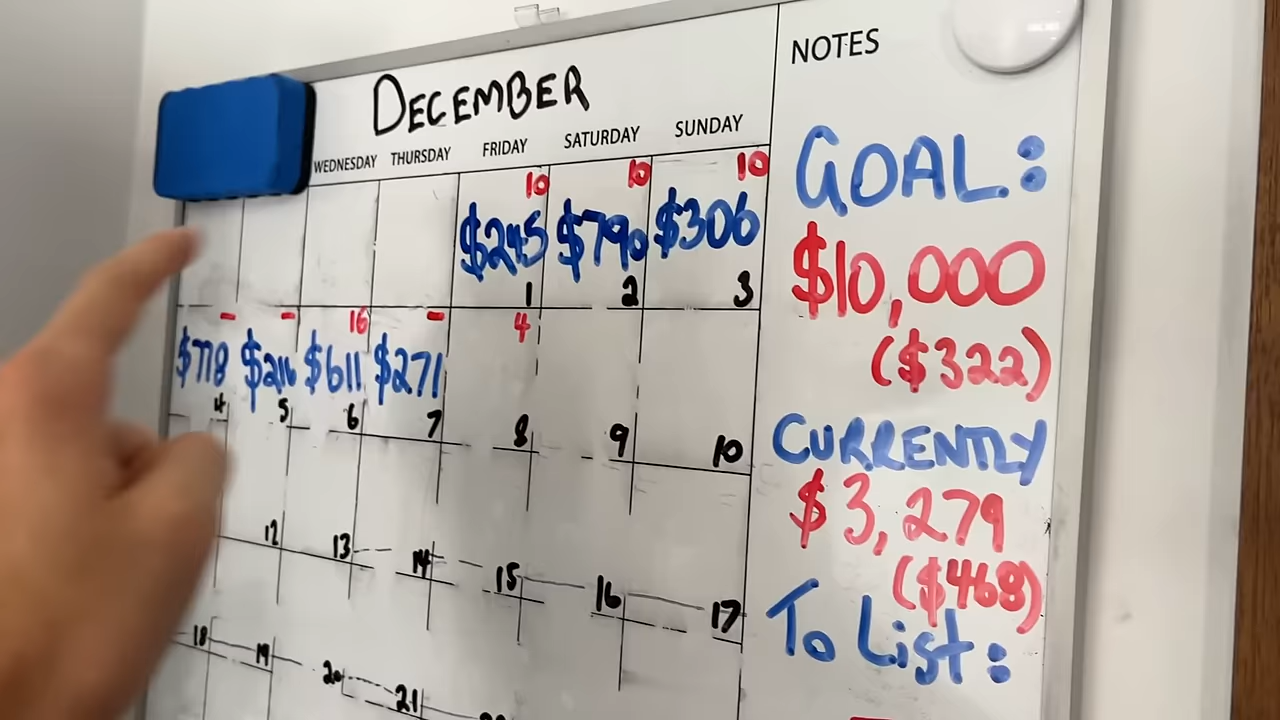 DECEMBER
WEDNESDAY THURSDAY FRIDAY SATURDAY SUNDAY
10 10 10
$245 $790 $306
1 2 3
- - 16 - 4
$611 $271
4 5 6 7 8 9 10
12 13 14 15 16 17
18 19 20 21
NOTES
GOAL:
$10,000
($322)
CURRENTLY
$3,279
($468)
To List: